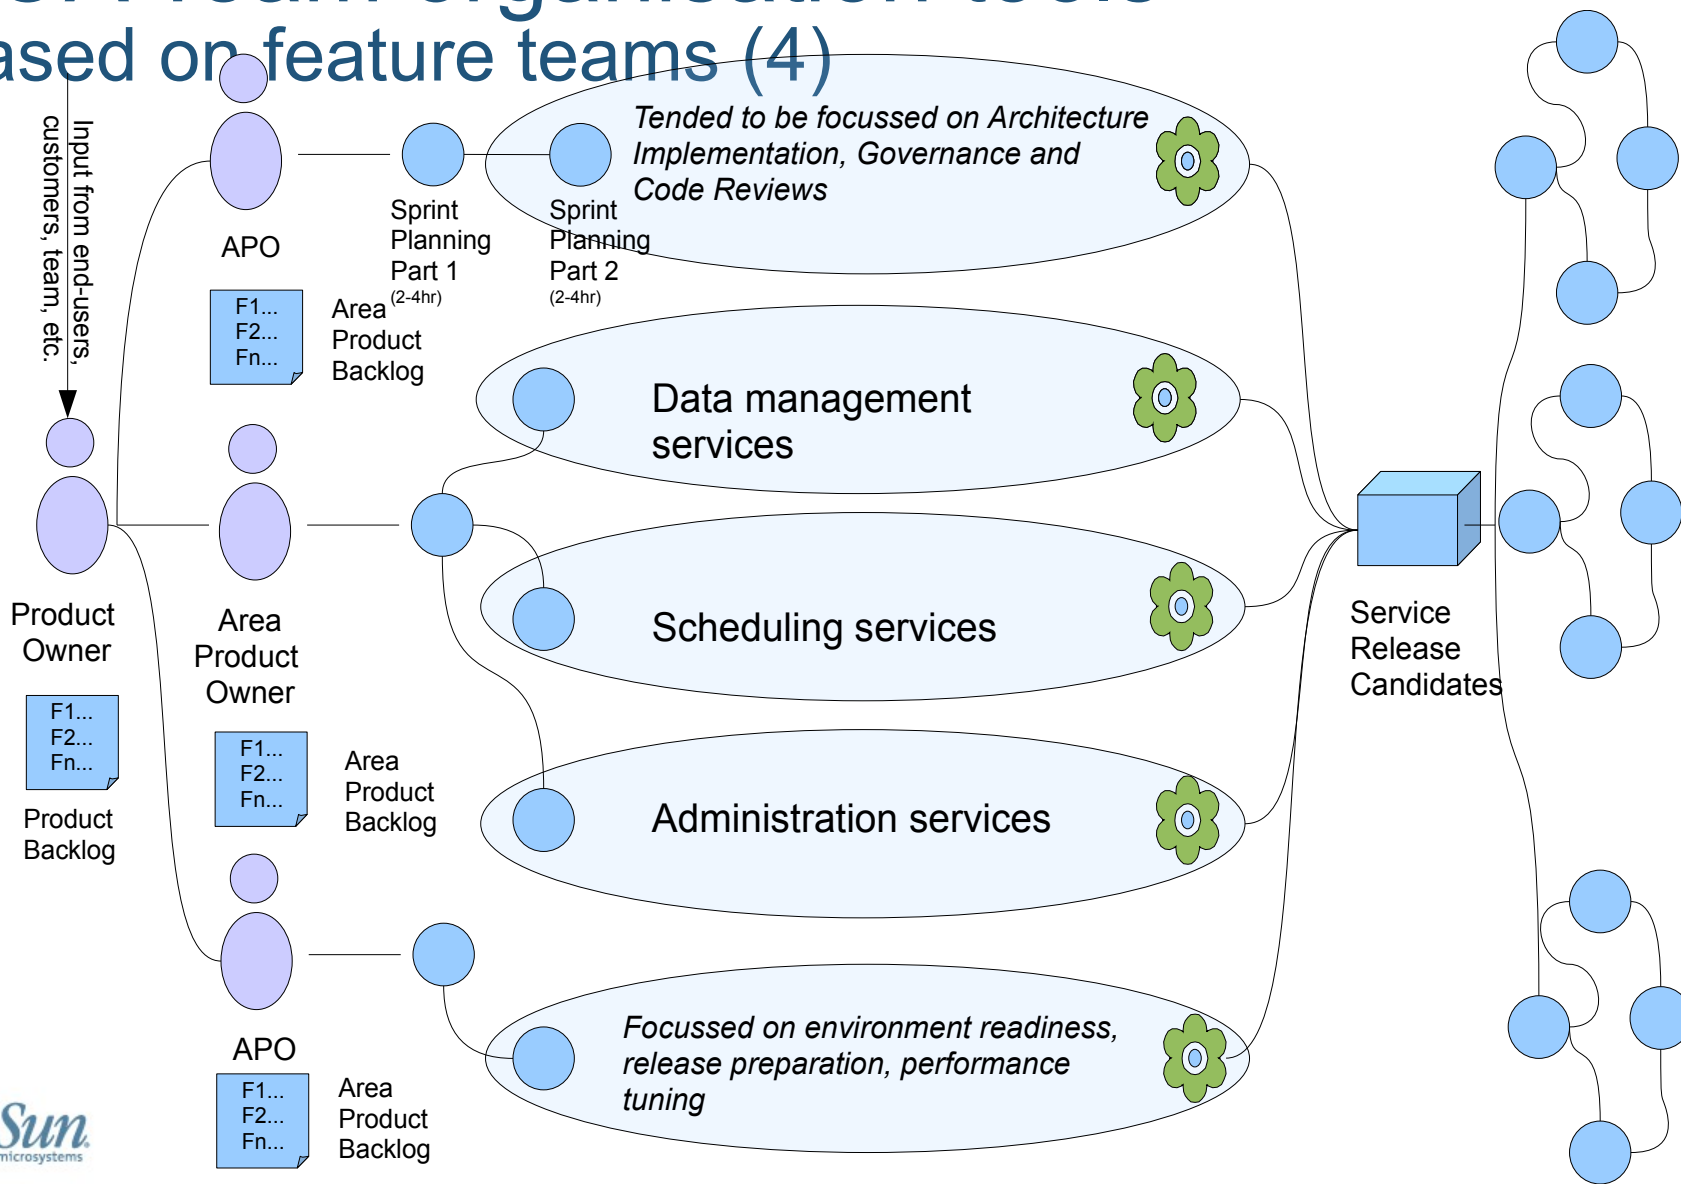 Team organisation tools
ased on feature teams (4)
Input from end-users,
customers, team, etc.
APO
F1...
F2...
Fn...
Area
Product
Backlog
Sprint
Planning
Part 1
(2-4hr)
Sprint
Planning
Part 2
(2-4hr)
Tended to be focussed on Architecture
Implementation, Governance and
Code Reviews
Data management
services
Product
Owner
F1...
F2...
Fn...
Product
Backlog
Area
Product
Owner
F1...
F2...
Fn...
Area
Product
Backlog
Scheduling services
Administration services
Service
Release
Candidates
APO
F1...
F2...
Fn...
Area
Product
Backlog
Focussed on environment readiness,
release preparation, performance
tuning
Sun
microsystems